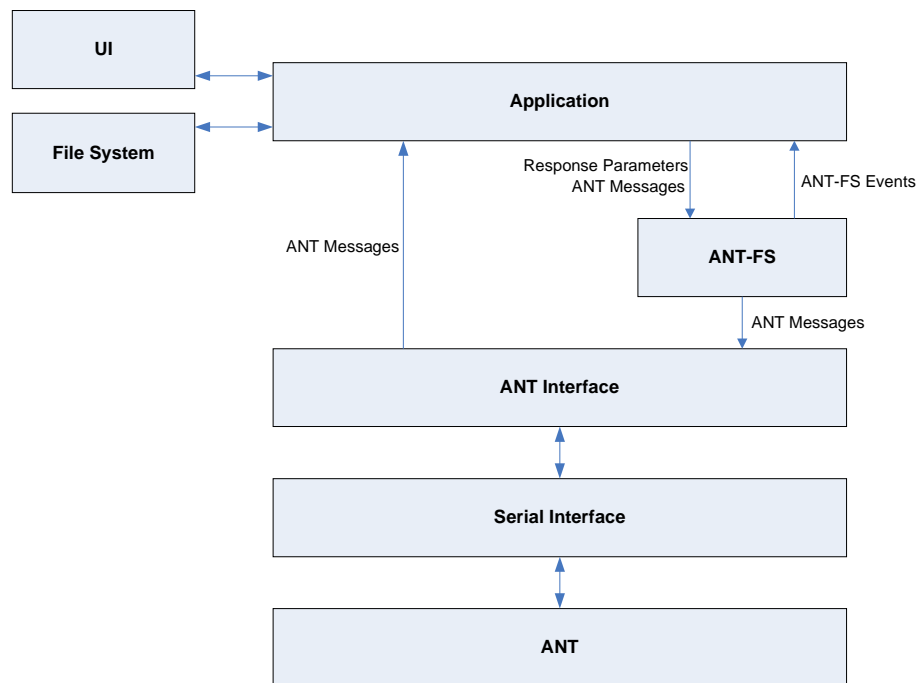 UI
Application
File System
Response Parameters
ANT Messages
ANT-FS Events
ANT Messages
ANT-FS
ANT Messages
ANT Interface
Serial Interface
ANT